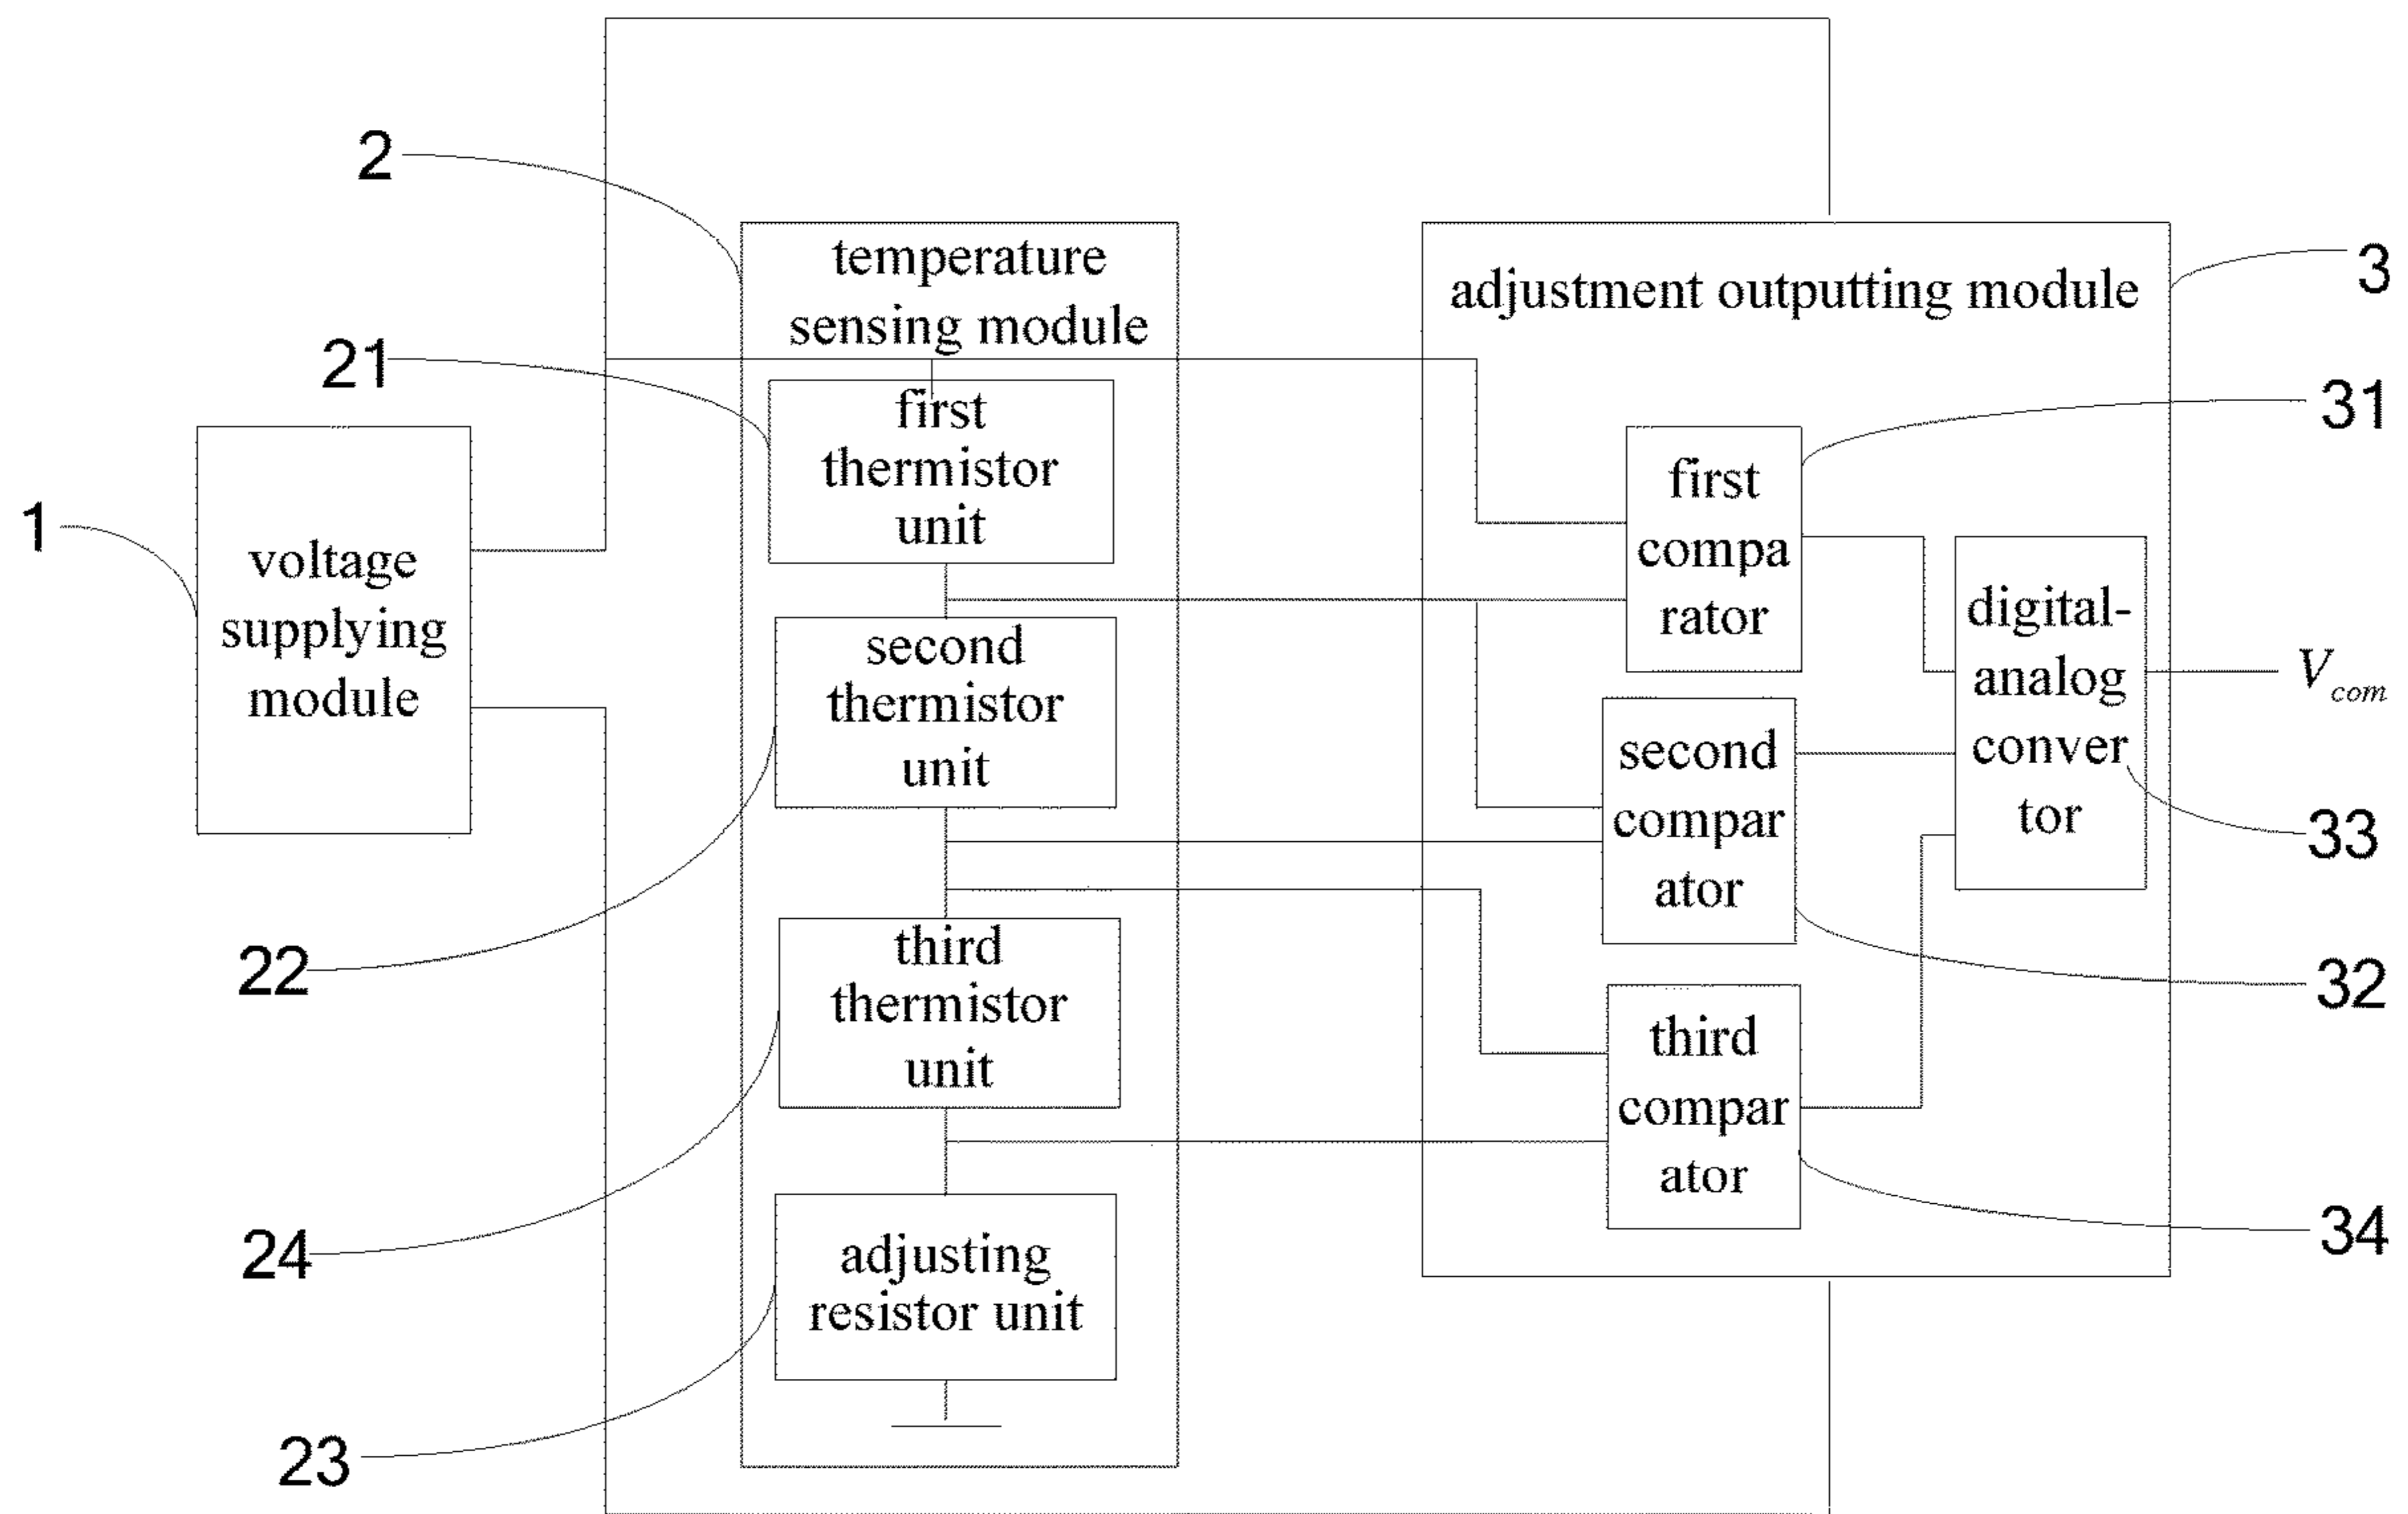 2
temperature
sensing module
21
first
thermistor
unit
1
voltage
supplying
module
second
thermistor
unit
22
third
thermistor
unit
24
adjusting
resistor unit
23
adjustment outputting module
3
31
first
compa
rator
digital-
analog
conver
tor
V com
33
second
compar
ator
32
third
compar
ator
34